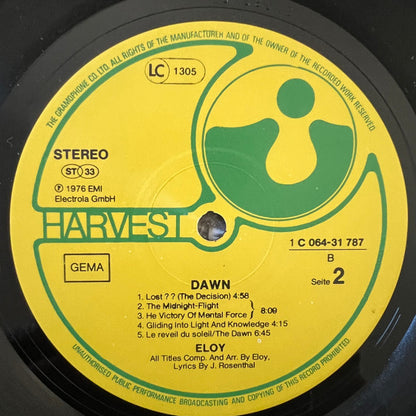 THE GRAMOPHONE CO. LTD. ALL RIGHTS OF THE MANUFACTURER AND OF THE OWNER OF THE RECORDED WORK RESERVED.
LC 1305
STEREO
ST 33
℗ 1976 EMI
Electrola GmbH
HARVEST
1 C 064-31 787
B
GEMA
Seite 2
DAWN
1. Lost ? ? (The Decision) 4:58
2. The Midnight-Flight
3. He Victory Of Mental Force } 8:09
4. Gliding Into Light And Knowledge 4:15
5. Le reveil du soleil/The Dawn 6:45
ELOY
All Titles Comp. And Arr. By Eloy,
Lyrics By J. Rosenthal
UNAUTHORISED PUBLIC PERFORMANCE BROADCASTING AND COPYING OF THIS RECORD PROHIBITED.